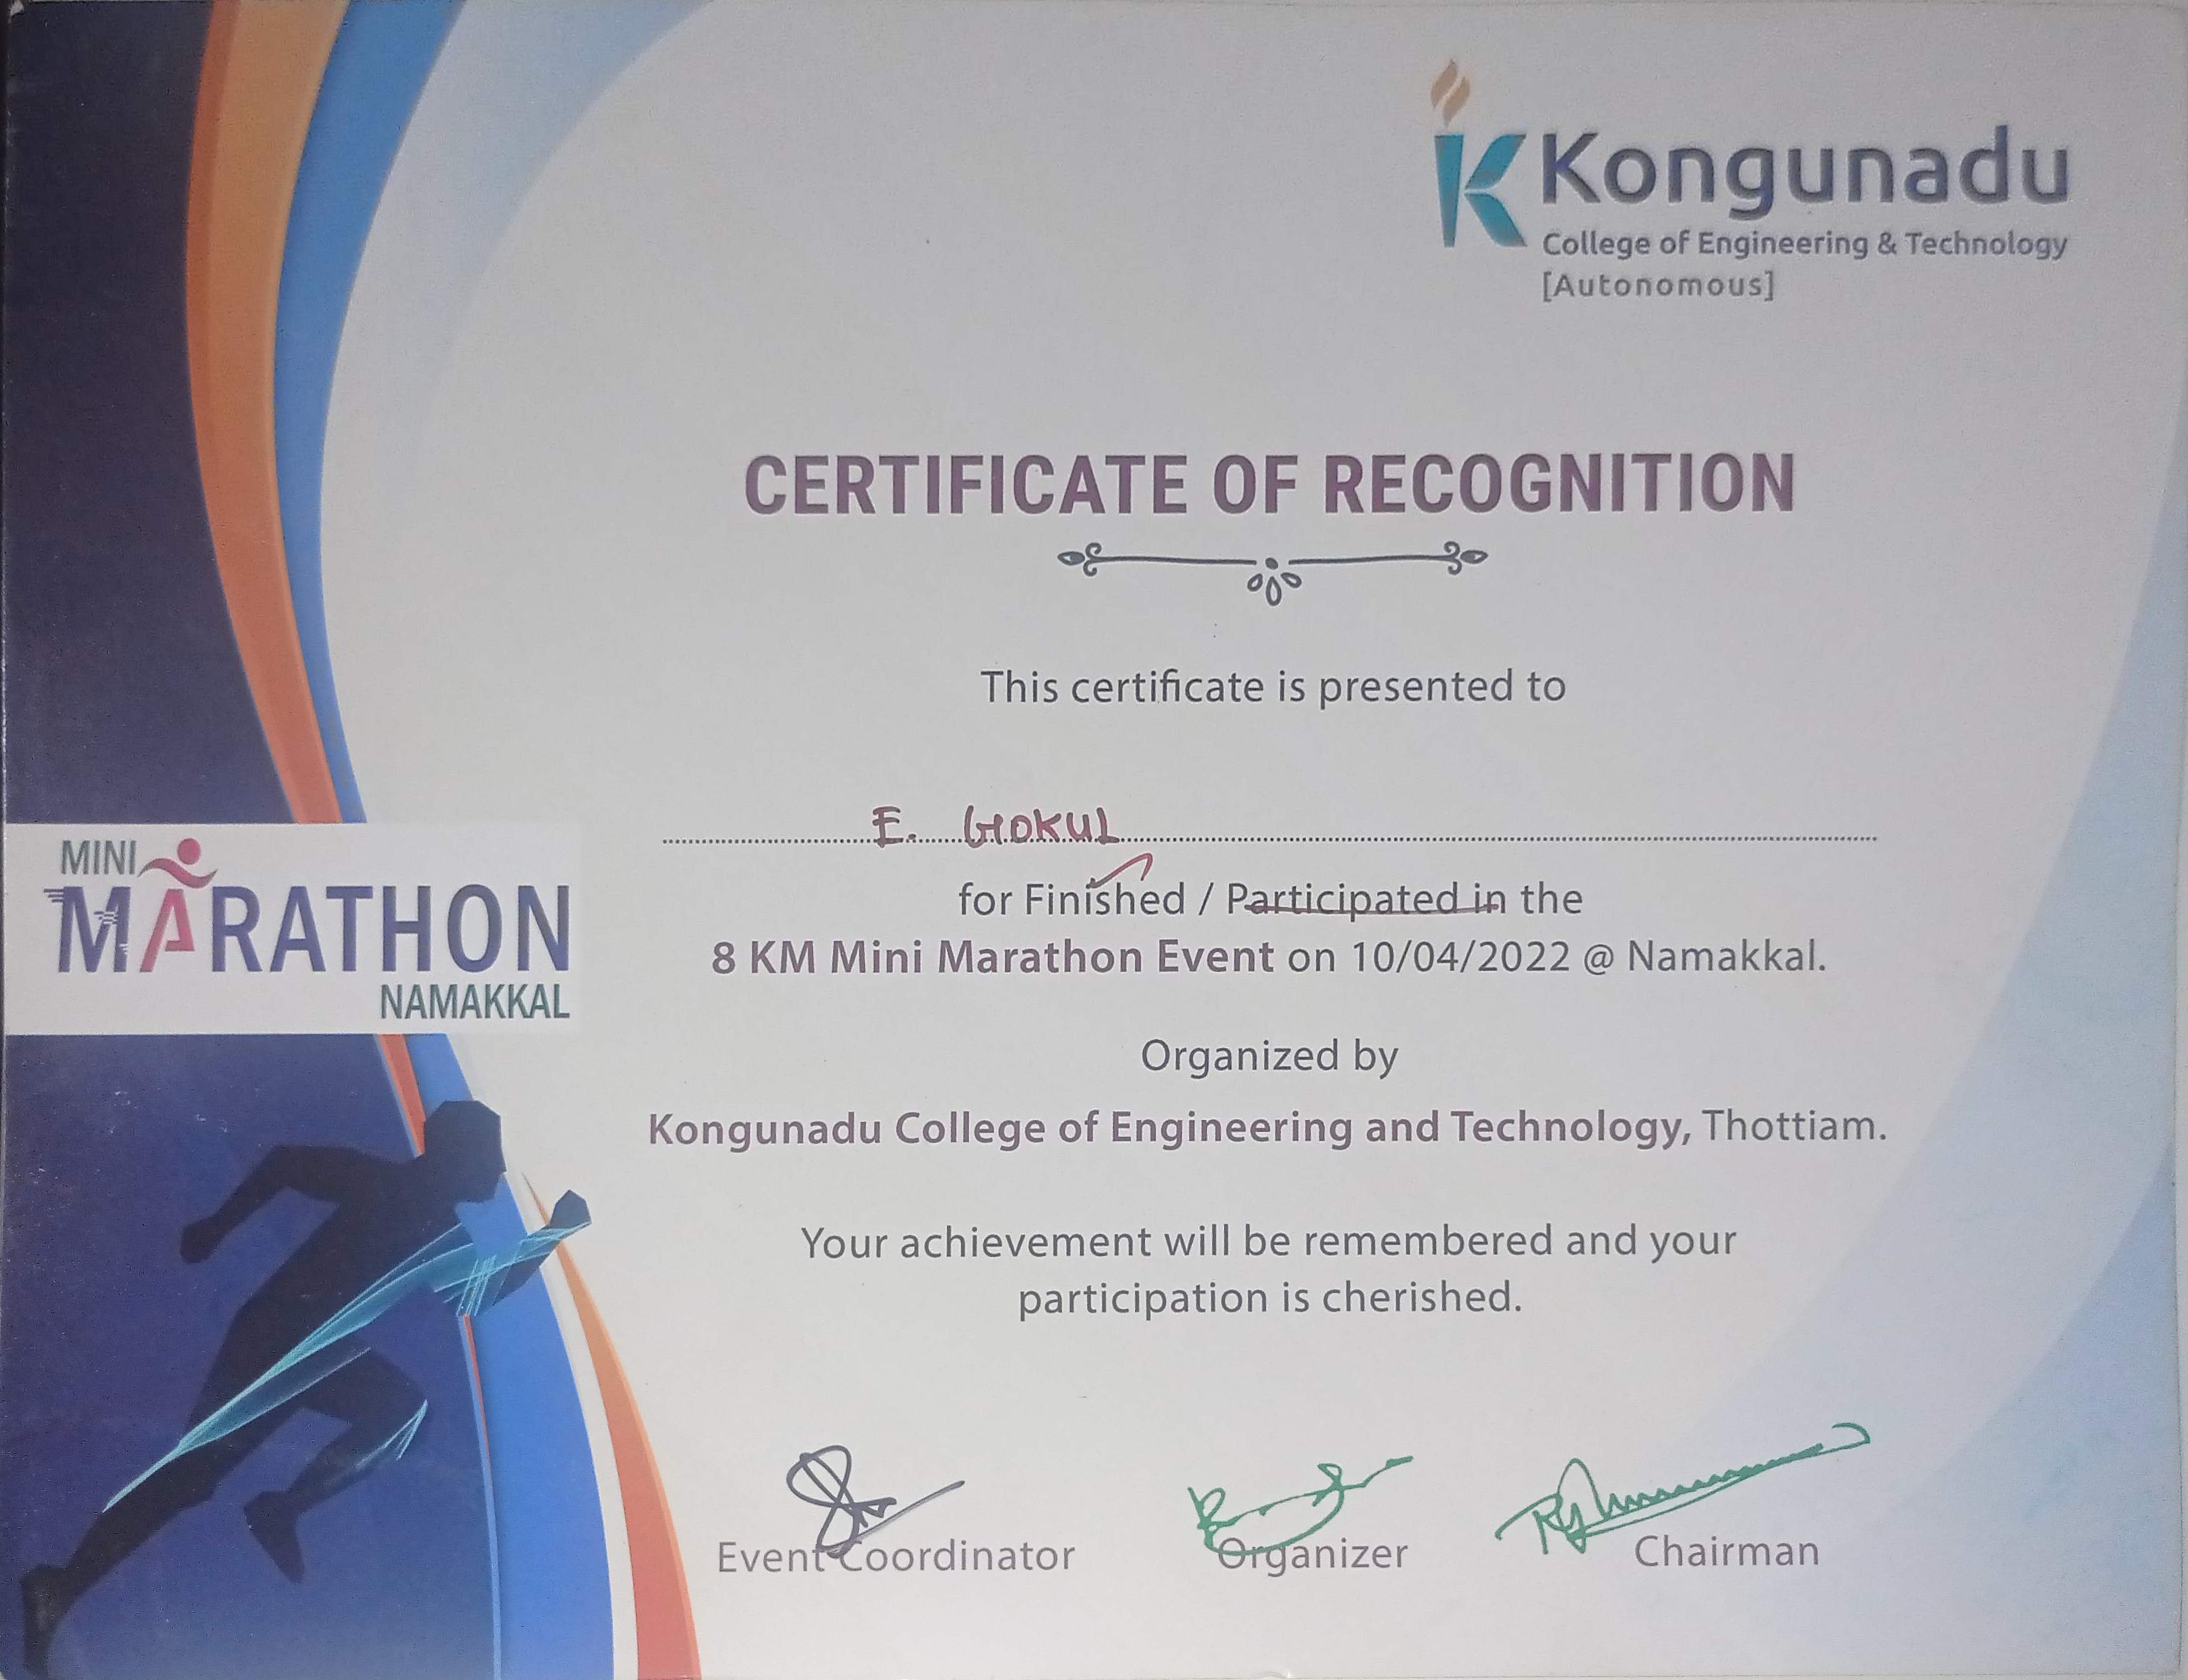 Kongunadu
College of Engineering & Technology
[Autonomous]
CERTIFICATE OF RECOGNITION
This certificate is presented to
E. GOKUL
for Finished / Participated in the
8 KM Mini Marathon Event on 10/04/2022 @ Namakkal.
MINI
MARATHON
NAMAKKAL
Organized by
Kongunadu College of Engineering and Technology, Thottiam.
Your achievement will be remembered and your
participation is cherished.
Event Coordinator
Organizer
Chairman